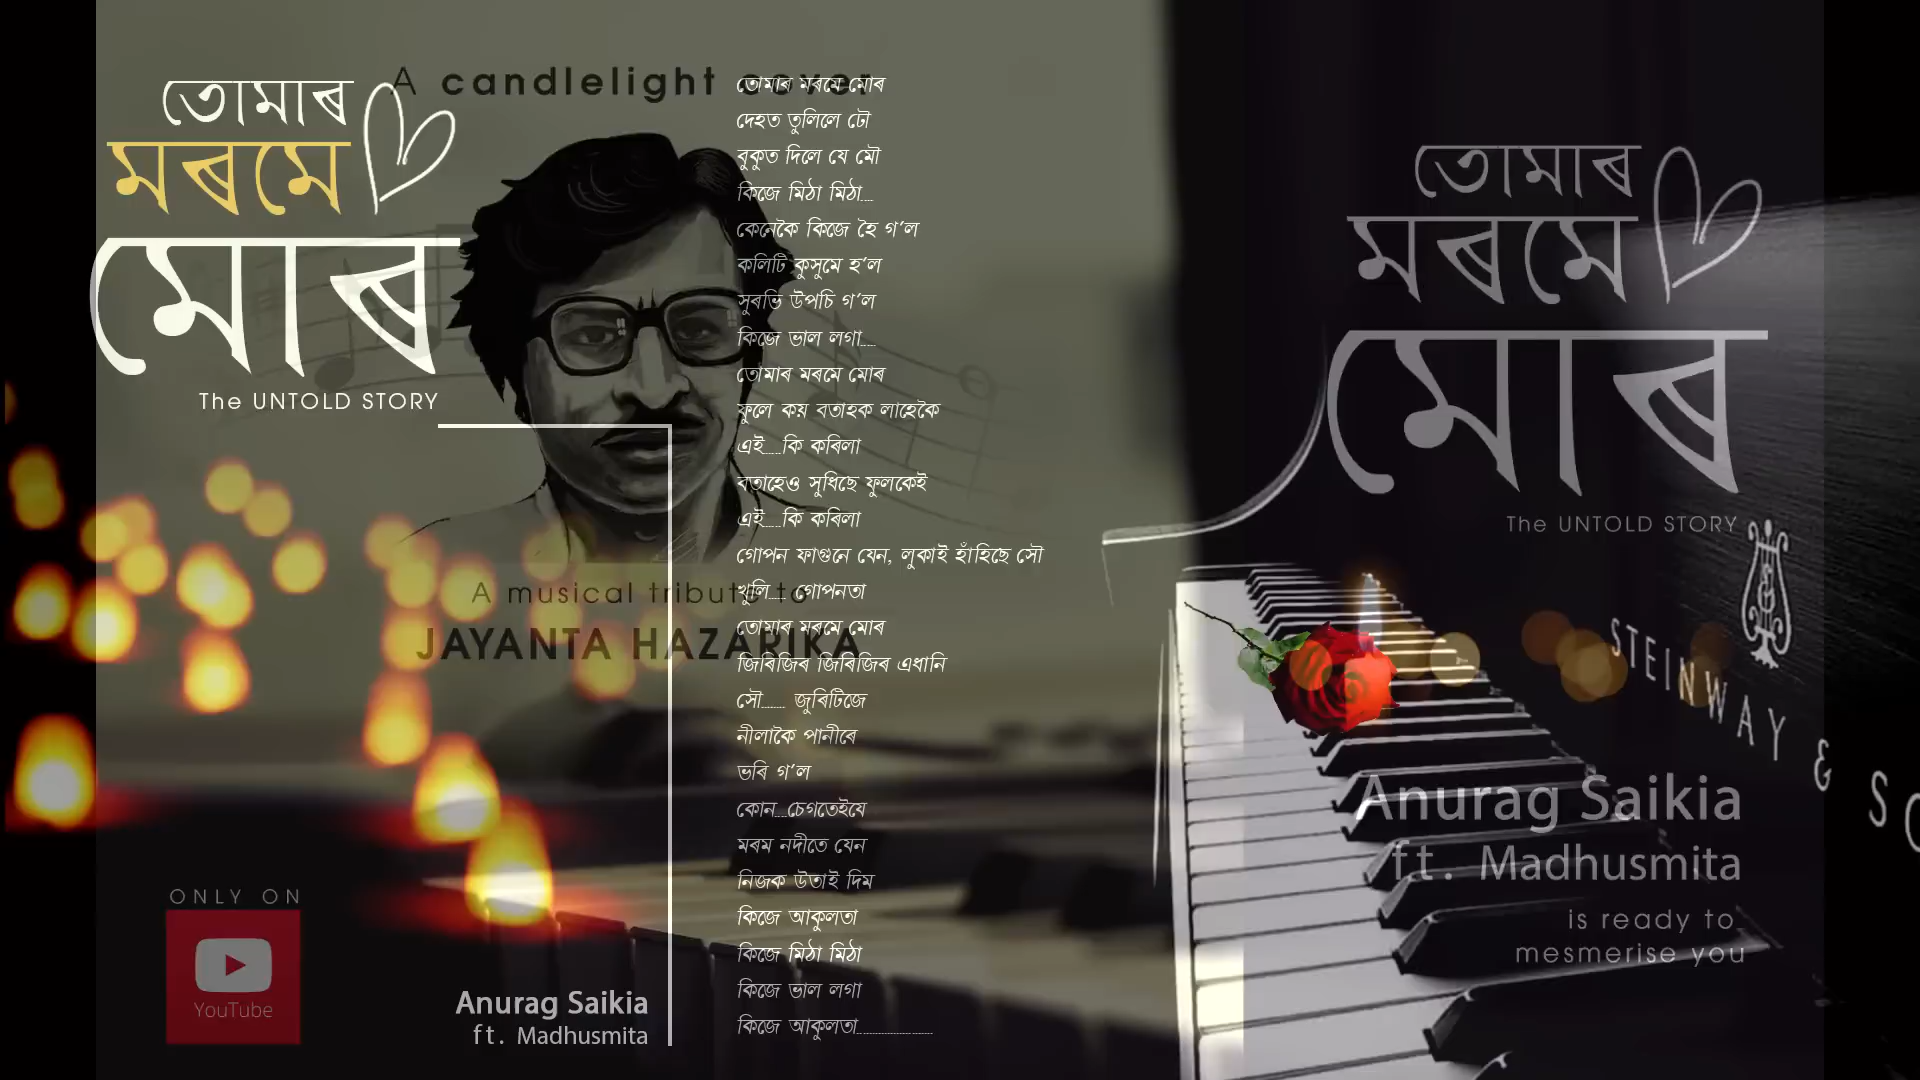 A candlelight cover
তোমাৰ
মৰমে
মোৰ
The UNTOLD STORY
A musical tribute to
JAYANTA HAZARIKA
ONLY ON
YouTube
Anurag Saikia
ft. Madhusmita
তোমাৰ মৰমে মোৰ
দেহত তুলিলে ঢৌ
বুকুত দিলে যে মৌ
কিজে মিঠা মিঠা....
কেনেকৈ কিজে হৈ গ'ল
কলিটি কুসুমে হ'ল
সুৰভি উপচি গ'ল
কিজে ভাল লগা.....
তোমাৰ মৰমে মোৰ
ফুলে কয় বতাহক লাহেকৈ
এই.....কি কৰিলা
বতাহেও সুধিছে ফুলকেই
এই.....কি কৰিলা
গোপন ফাগুনে যেন, লুকাই হাঁহিছে সৌ
খুলি...... গোপনতা
তোমাৰ মৰমে মোৰ
জিৰিজিৰ জিৰিজিৰ এধানি
সৌ........ জুৰিটিজে
নীলাকৈ পানীৰে
ভৰি গ'ল
কোন....চেগতেইযে
মৰম নদীতে যেন
নিজক উতাই দিম
কিজে আকুলতা
কিজে মিঠা মিঠা
কিজে ভাল লগা
কিজে আকুলতা.........................
তোমাৰ
মৰমে
মোৰ
The UNTOLD STORY
STEINWAY &
Anurag Saikia
ft. Madhusmita
is ready to
mesmerise you